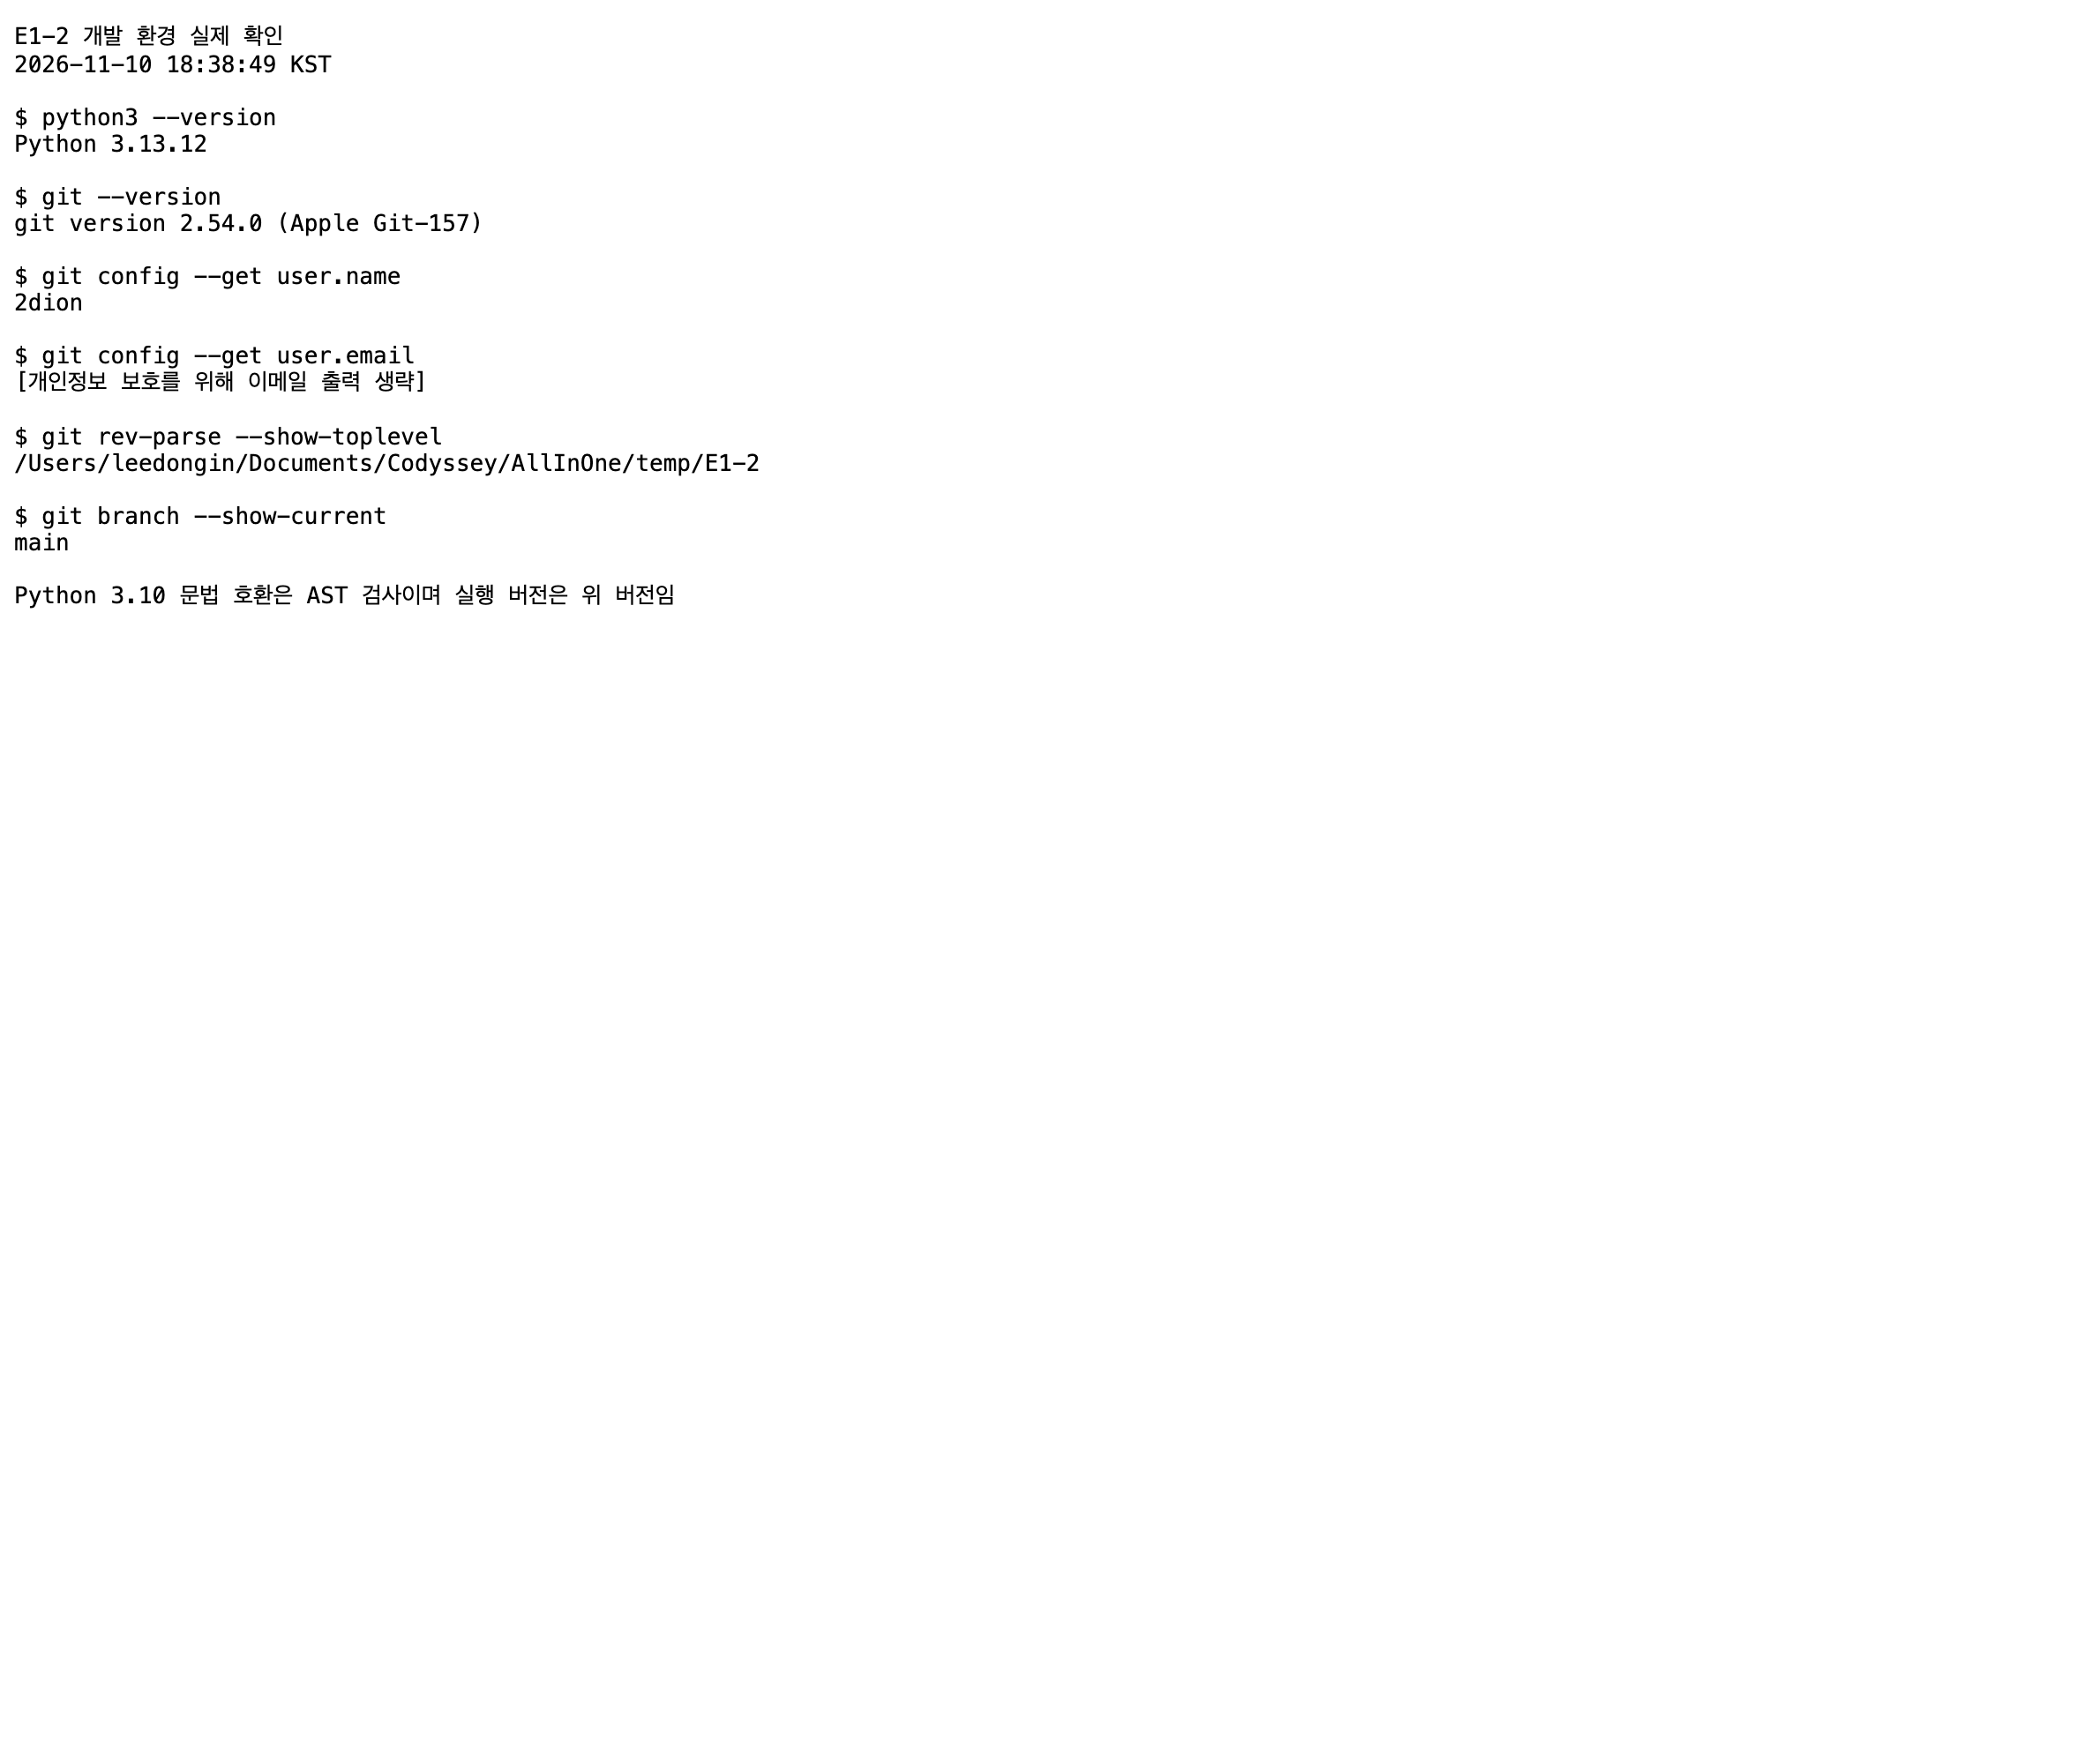 E1-2 개발 환경 실제 확인
2026-11-10 18:38:49 KST
$ python3 --version
Python 3.13.12
$ git --version
git version 2.54.0 (Apple Git-157)
$ git config --get user.name
2dion
$ git config --get user.email
[개인정보 보호를 위해 이메일 출력 생략]
$ git rev-parse --show-toplevel
/Users/leedongin/Documents/Codyssey/AllInOne/temp/E1-2
$ git branch --show-current
main
Python 3.10 문법 호환은 AST 검사이며 실행 버전은 위 버전임